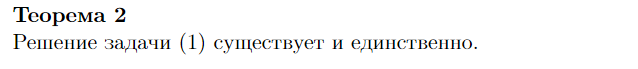 Теорема 2
Решение задачи (1) существует и единственно.